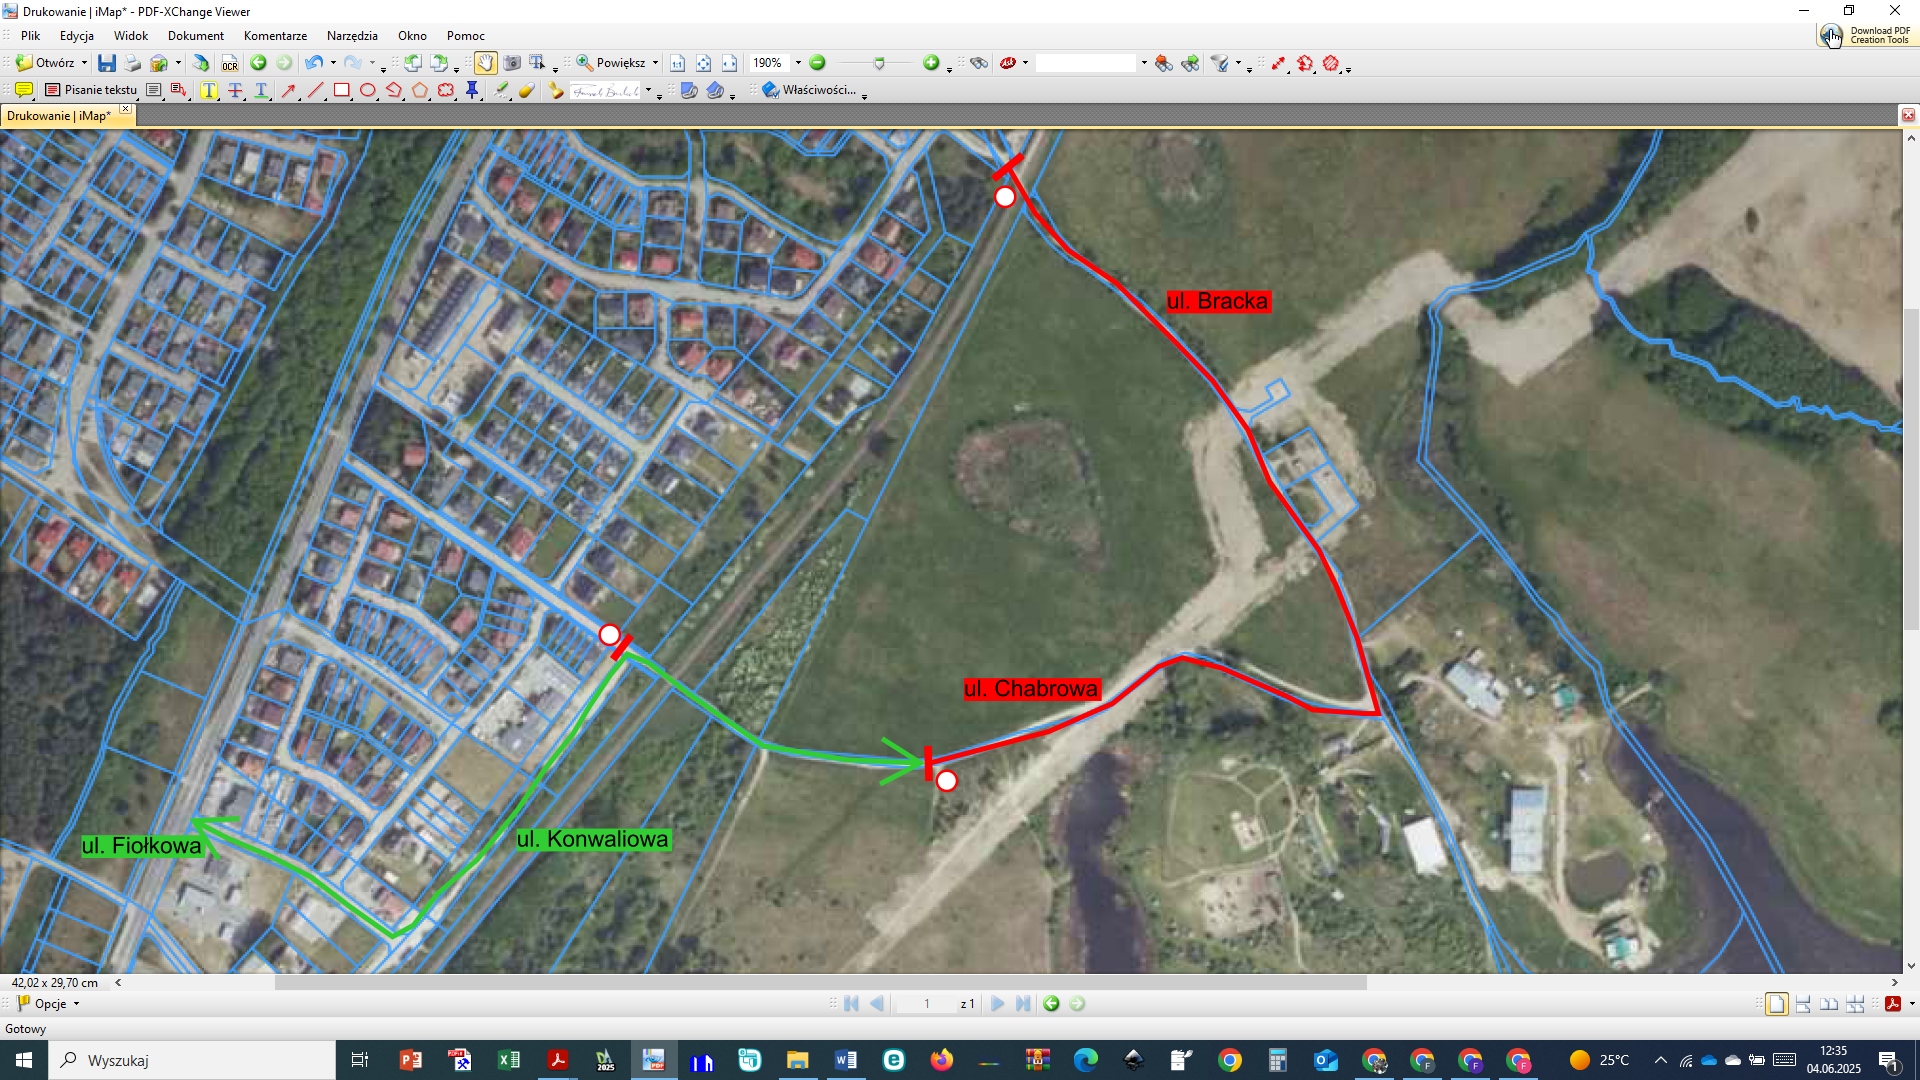 Drukowanie | iMap* - PDF-XChange Viewer
Plik Edycja Widok Dokument Komentarze Narzędzia Okno Pomoc
Download PDF
Creation Tools
Otwórz OCR Powiększ 190%
Pisanie tekstu Właściwości...
Drukowanie | iMap*
ul. Bracka
ul. Chabrowa
ul. Konwaliowa
ul. Fiołkowa
42,02 x 29,70 cm
Opcje 1 z 1
Gotowy
Wyszukaj
25°C
12:35
04.06.2025
1